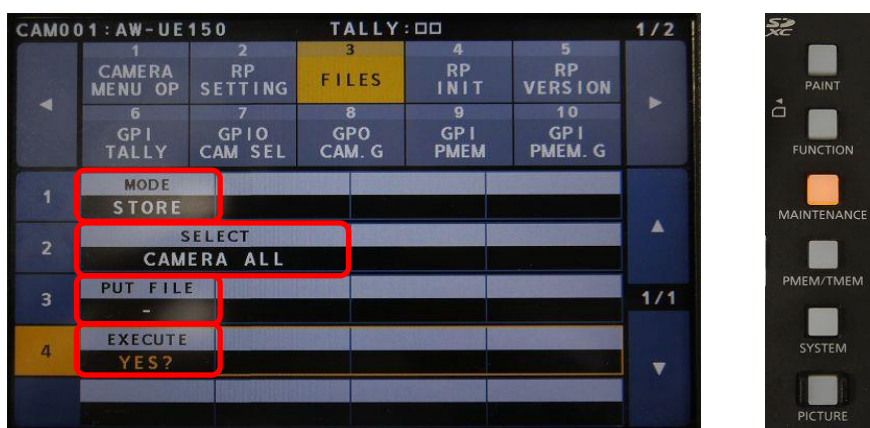 CAM001:AW-UE150 TALLY:□□ 1/2
1 2 3 4 5
CAMERA MENU OP RP SETTING FILES RP INIT RP VERSION
◀ ▶
6 7 8 9 10
GPI TALLY GPIO CAM SEL GPO CAM.G GPI PMEM GPI PMEM.G
1 MODE
STORE
2 SELECT
CAMERA ALL
▲
3 PUT FILE
-
1/1
4 EXECUTE
YES?
▼
SD XC
PAINT
FUNCTION
MAINTENANCE
PMEM/TMEM
SYSTEM
PICTURE